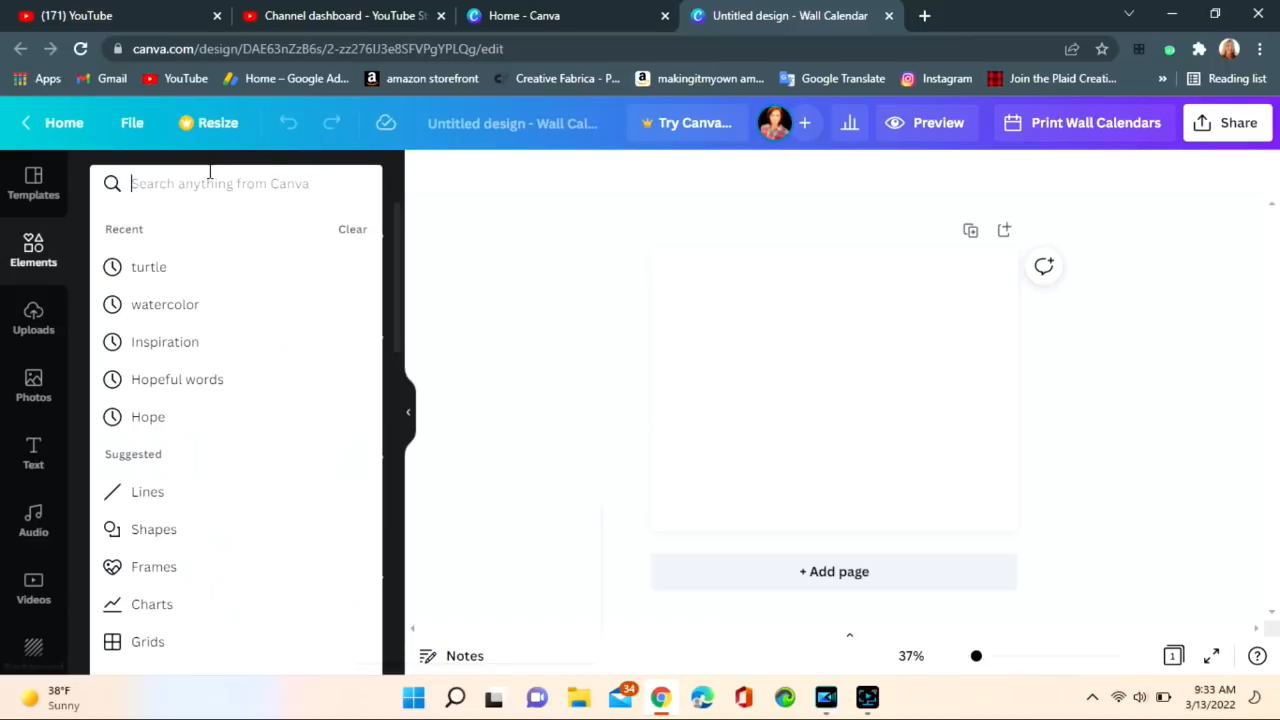 (171) YouTube
Channel dashboard - YouTube St
Home - Canva
Untitled design - Wall Calendar
canva.com/design/DAE63nZzB6s/2-zz276IJ3e8SFVPgYPLQg/edit
Apps
Gmail
YouTube
Home – Google Ad...
amazon storefront
Creative Fabrica - P...
makingitmyown am...
Google Translate
Instagram
Join the Plaid Creati...
Reading list
Home
File
Resize
Untitled design - Wall Cal...
Try Canva...
Preview
Print Wall Calendars
Share
Templates
Elements
Uploads
Photos
Text
Audio
Videos
Search anything from Canva
Recent
Clear
turtle
watercolor
Inspiration
Hopeful words
Hope
Suggested
Lines
Shapes
Frames
Charts
Grids
+ Add page
Notes
37%
1
38°F
Sunny
34
9:33 AM
3/13/2022